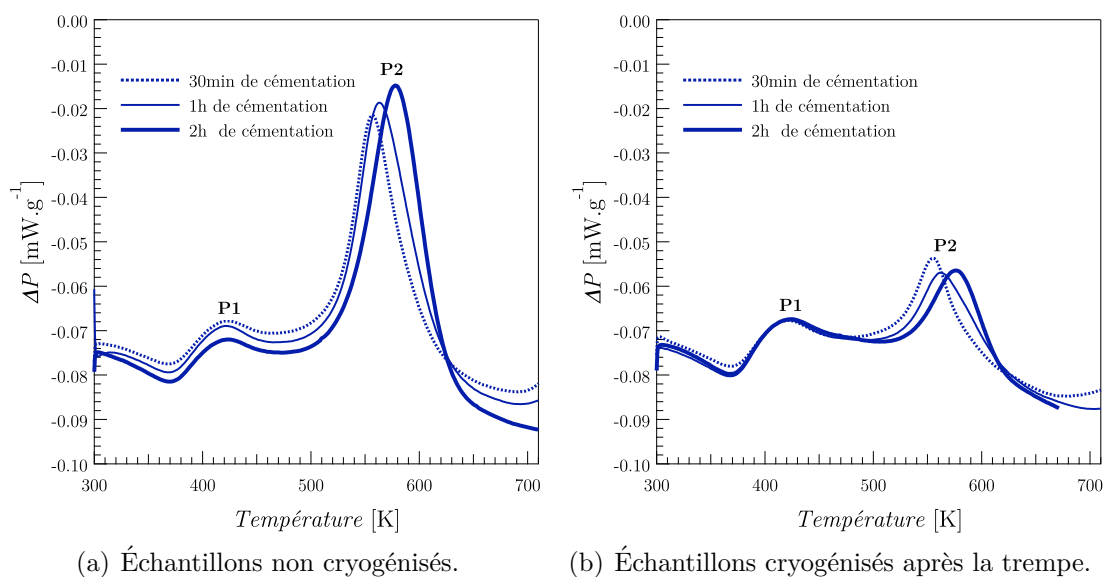 0.00
-0.01
-0.02
-0.03
-0.04
-0.05
-0.06
-0.07
-0.08
-0.09
-0.10
ΔP [mW.g-1]
30min de cémentation
1h de cémentation
2h de cémentation
P2
P1
300
400
500
600
700
Température [K]
(a) Échantillons non cryogénisés.
0.00
-0.01
-0.02
-0.03
-0.04
-0.05
-0.06
-0.07
-0.08
-0.09
-0.10
ΔP [mW.g-1]
30min de cémentation
1h de cémentation
2h de cémentation
P2
P1
300
400
500
600
700
Température [K]
(b) Échantillons cryogénisés après la trempe.